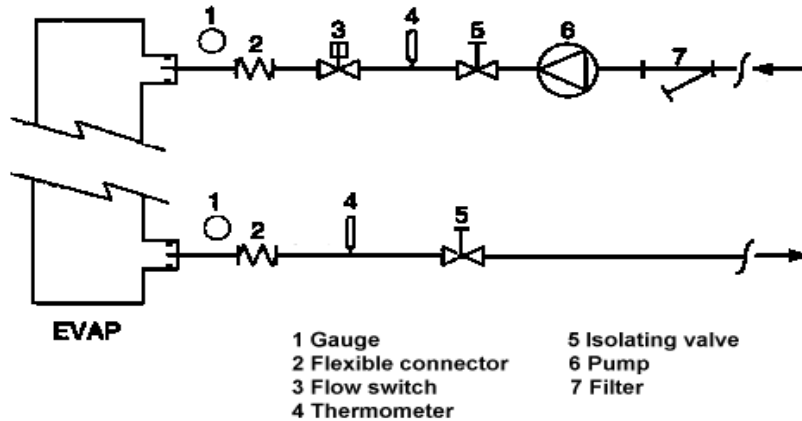 1
2
3
4
5
6
7
1
2
4
5
EVAP
1 Gauge
2 Flexible connector
3 Flow switch
4 Thermometer
5 Isolating valve
6 Pump
7 Filter